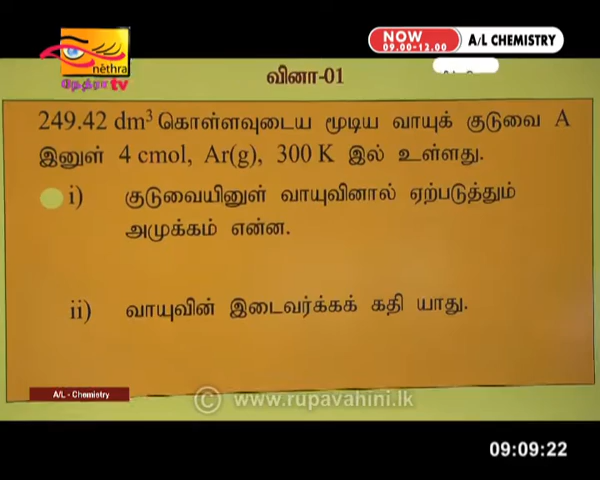 nēthra
நேத்ரா tv
NOW
09.00-12.00
A/L CHEMISTRY
வினா-01
249.42 dm³ கொள்ளவுடைய மூடிய வாயுக் குடுவை A
இனுள் 4 cmol, Ar(g), 300 K இல் உள்ளது.
i) குடுவையினுள் வாயுவினால் ஏற்படுத்தும்
அமுக்கம் என்ன.
ii) வாயுவின் இடைவர்க்கக் கதி யாது.
A/L - Chemistry
© www.rupavahini.lk
09:09:22